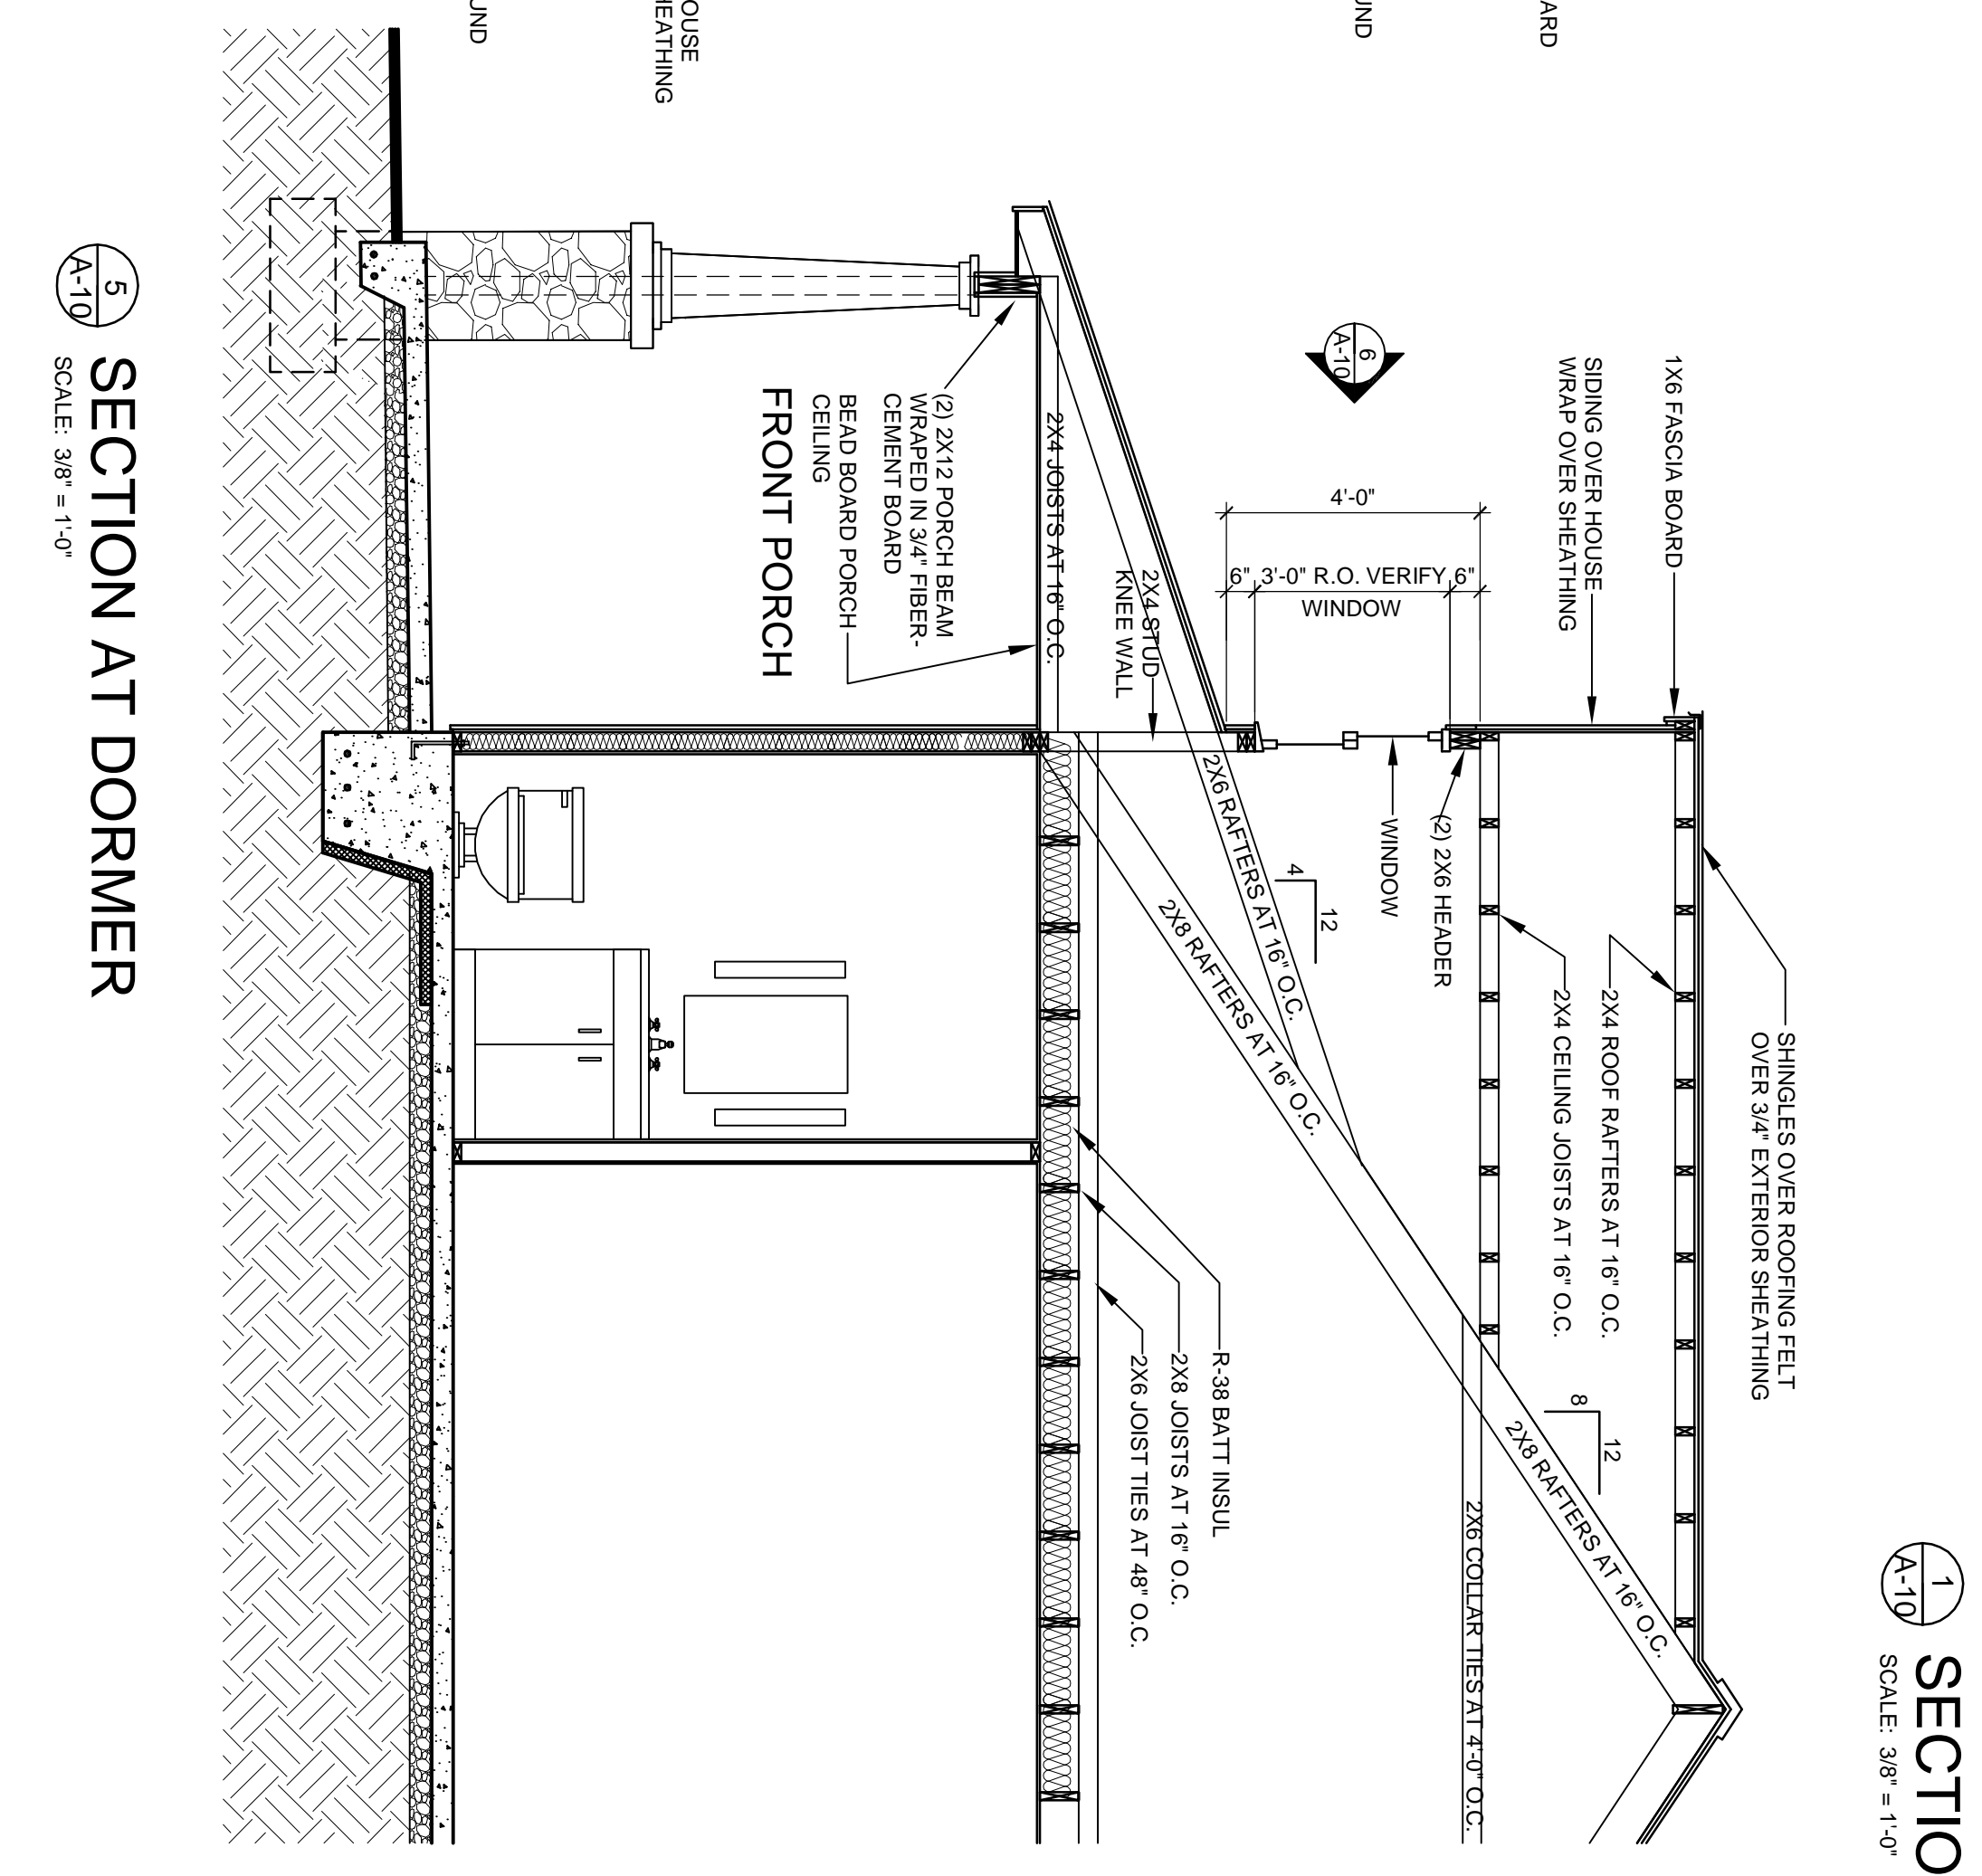 1
A-10
SECTIO
SCALE: 3/8" = 1'-0"
ARD
UND
OUSE
HEATHING
UND
SHINGLES OVER ROOFING FELT
OVER 3/4" EXTERIOR SHEATHING
1X6 FASCIA BOARD
SIDING OVER HOUSE
WRAP OVER SHEATHING
2X4 ROOF RAFTERS AT 16" O.C.
2X4 CEILING JOISTS AT 16" O.C.
12
8
2X8 RAFTERS AT 16" O.C.
2X6 COLLAR TIES AT 4'-0" O.C.
4'-0"
6" 3'-0" R.O. VERIFY 6"
WINDOW
(2) 2X6 HEADER
WINDOW
6
A-10
12
4
2X6 RAFTERS AT 16" O.C.
2X8 RAFTERS AT 16" O.C.
R-38 BATT INSUL
2X8 JOISTS AT 16" O.C.
2X6 JOIST TIES AT 48" O.C.
2X4 STUD
KNEE WALL
2X4 JOISTS AT 16" O.C.
(2) 2X12 PORCH BEAM
WRAPED IN 3/4" FIBER-
CEMENT BOARD
BEAD BOARD PORCH
CEILING
FRONT PORCH
5
A-10
SECTION AT DORMER
SCALE: 3/8" = 1'-0"